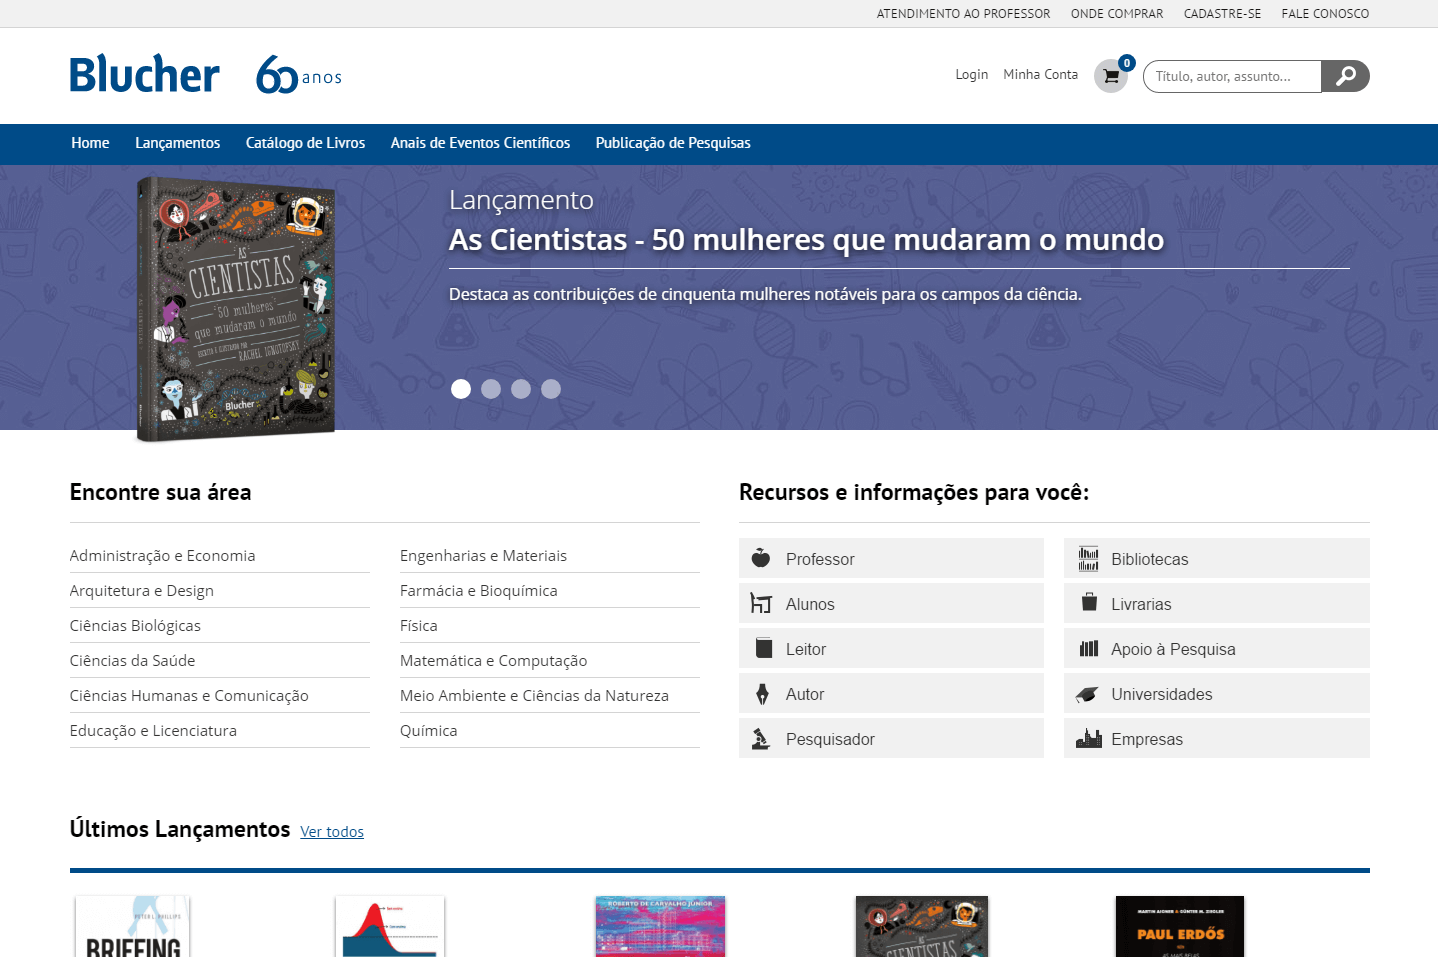 ATENDIMENTO AO PROFESSOR ONDE COMPRAR CADASTRE-SE FALE CONOSCO
Blucher 60 anos
Login Minha Conta 0 Título, autor, assunto...
Home Lançamentos Catálogo de Livros Anais de Eventos Científicos Publicação de Pesquisas
AS
CIENTISTAS
50 mulheres
que mudaram o mundo
ESCRITO E ILUSTRADO POR
RACHEL IGNOTOFSKY
Blucher
Lançamento
As Cientistas - 50 mulheres que mudaram o mundo
Destaca as contribuições de cinquenta mulheres notáveis para os campos da ciência.
Encontre sua área
Administração e Economia
Arquitetura e Design
Ciências Biológicas
Ciências da Saúde
Ciências Humanas e Comunicação
Educação e Licenciatura
Engenharias e Materiais
Farmácia e Bioquímica
Física
Matemática e Computação
Meio Ambiente e Ciências da Natureza
Química
Recursos e informações para você:
Professor
Alunos
Leitor
Autor
Pesquisador
Bibliotecas
Livrarias
Apoio à Pesquisa
Universidades
Empresas
Últimos Lançamentos Ver todos
PETER L. PHILLIPS
BRIEFING
ROBERTO DE CARVALHO JÚNIOR
AS
CIENTISTAS
MARTIN AIGNER & GÜNTER M. ZIEGLER
PAUL ERDŐS
AS MAIS BELAS